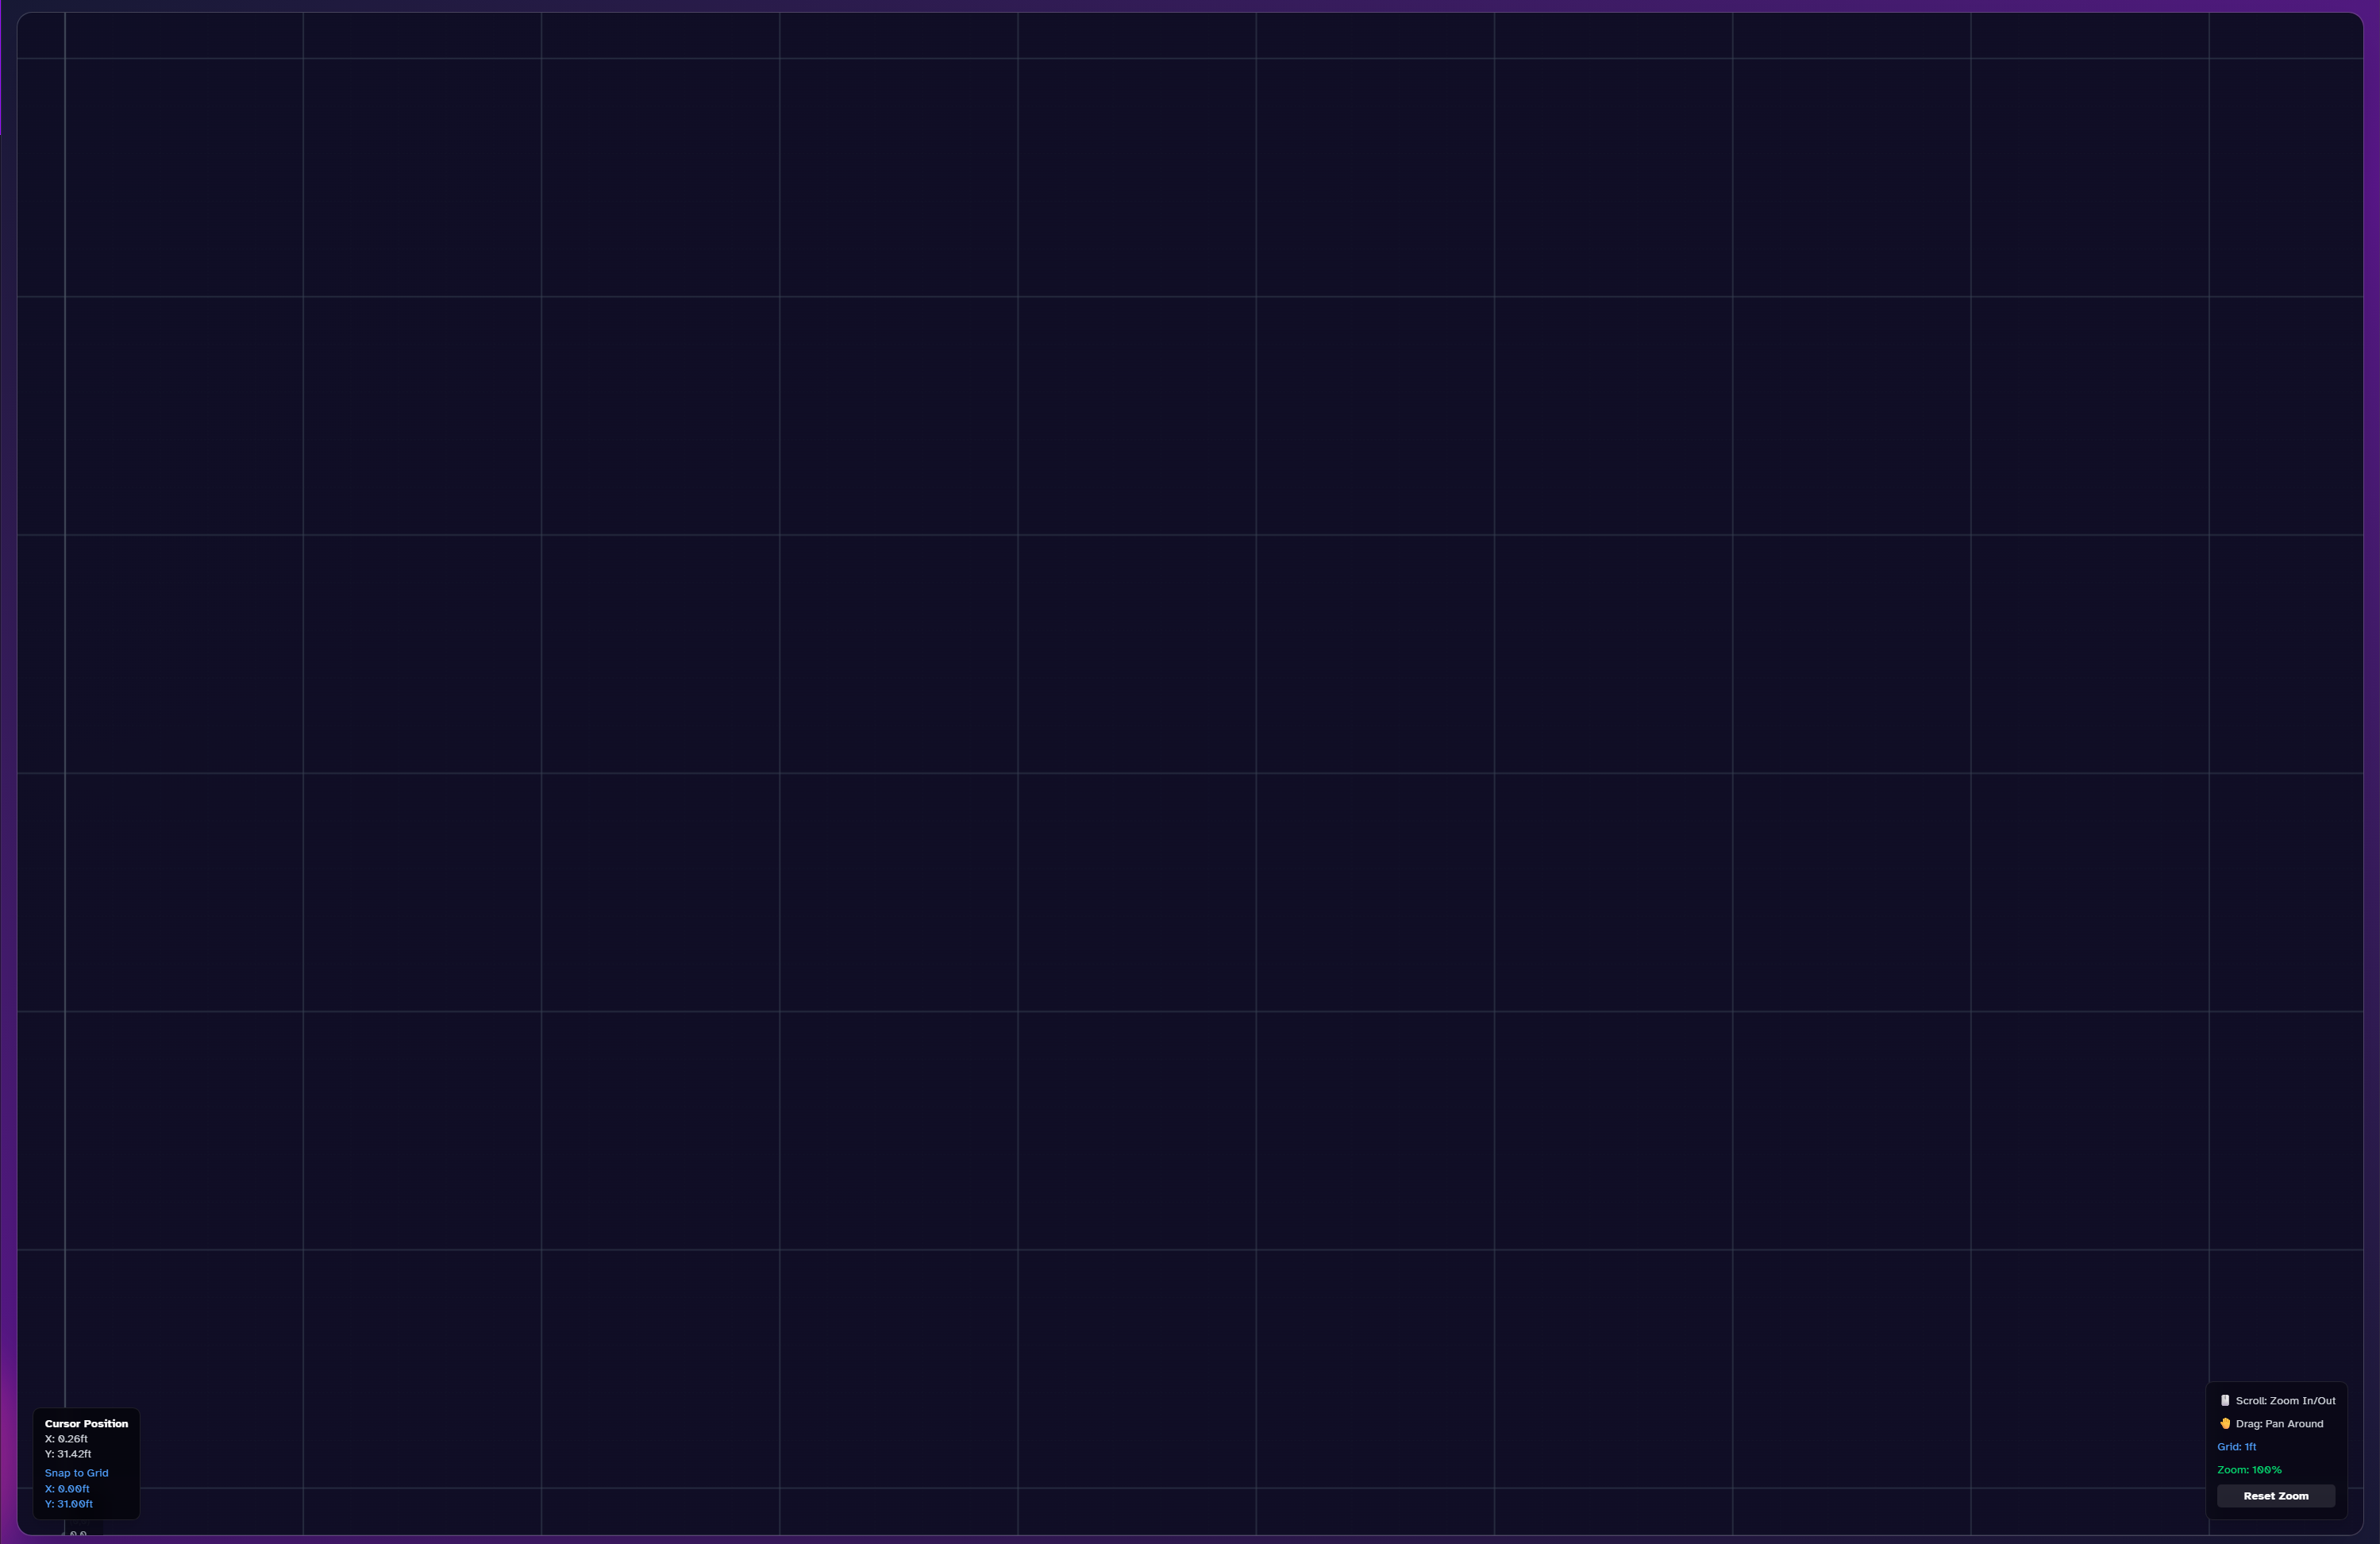 Cursor Position
X: 0.26ft
Y: 31.42ft
Snap to Grid
X: 0.00ft
Y: 31.00ft
Scroll: Zoom In/Out
Drag: Pan Around
Grid: 1ft
Zoom: 100%
Reset Zoom